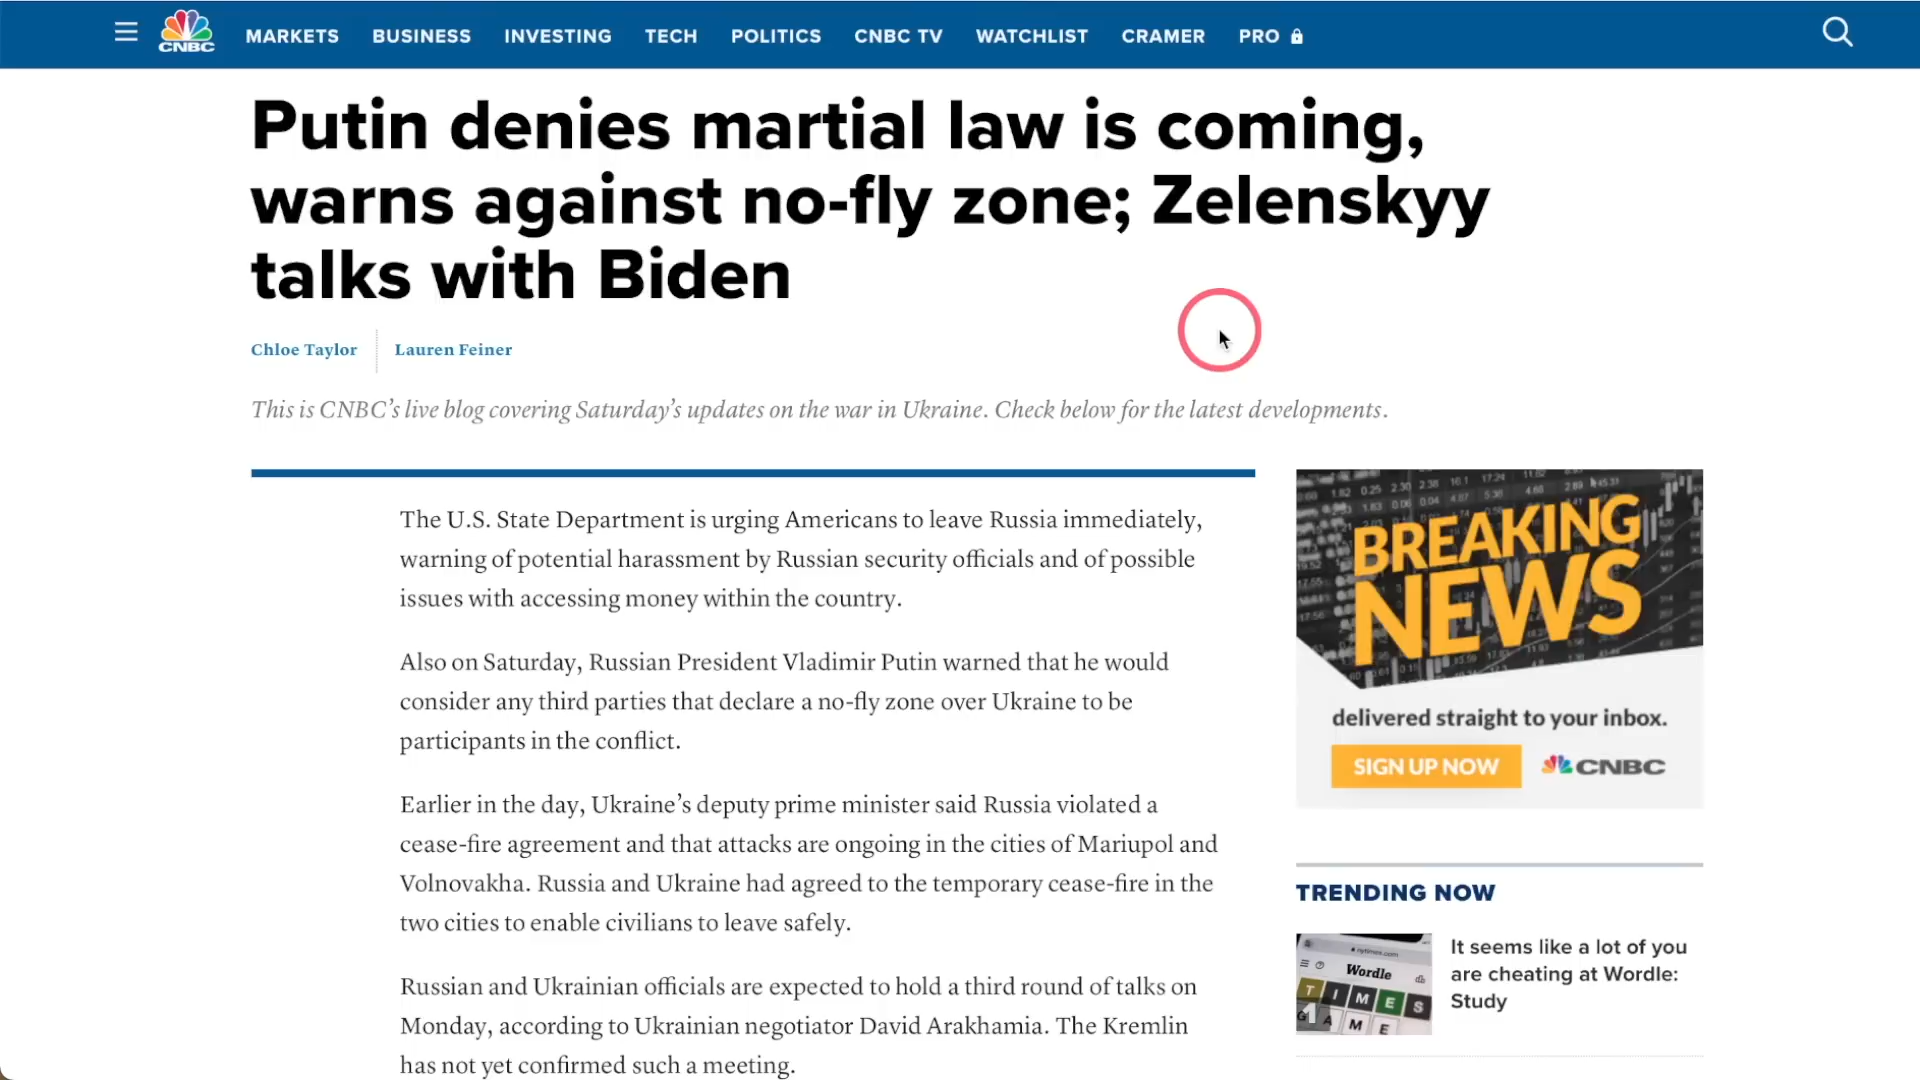 CNBC
MARKETS BUSINESS INVESTING TECH POLITICS CNBC TV WATCHLIST CRAMER PRO
Putin denies martial law is coming,
warns against no-fly zone; Zelenskyy
talks with Biden
Chloe Taylor Lauren Feiner
This is CNBC’s live blog covering Saturday’s updates on the war in Ukraine. Check below for the latest developments.
The U.S. State Department is urging Americans to leave Russia immediately,
warning of potential harassment by Russian security officials and of possible
issues with accessing money within the country.
Also on Saturday, Russian President Vladimir Putin warned that he would
consider any third parties that declare a no-fly zone over Ukraine to be
participants in the conflict.
Earlier in the day, Ukraine’s deputy prime minister said Russia violated a
cease-fire agreement and that attacks are ongoing in the cities of Mariupol and
Volnovakha. Russia and Ukraine had agreed to the temporary cease-fire in the
two cities to enable civilians to leave safely.
Russian and Ukrainian officials are expected to hold a third round of talks on
Monday, according to Ukrainian negotiator David Arakhamia. The Kremlin
has not yet confirmed such a meeting.
BREAKING
NEWS
delivered straight to your inbox.
SIGN UP NOW CNBC
TRENDING NOW
nytimes.com
Wordle
TIMES
GAME
1
It seems like a lot of you
are cheating at Wordle:
Study